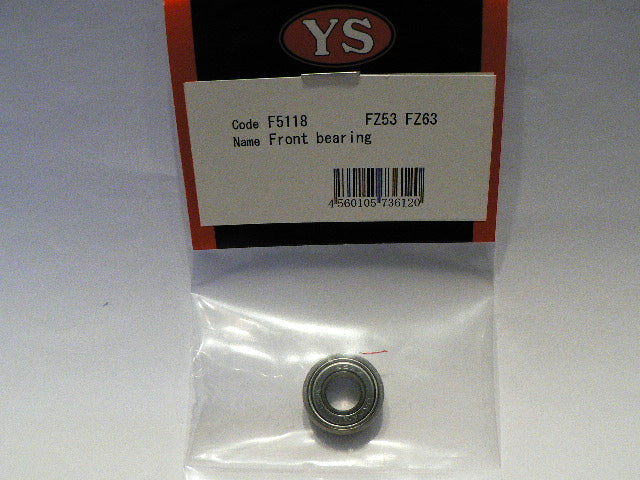 YS
Code F5118 FZ53 FZ63
Name Front bearing
4 560105 736120